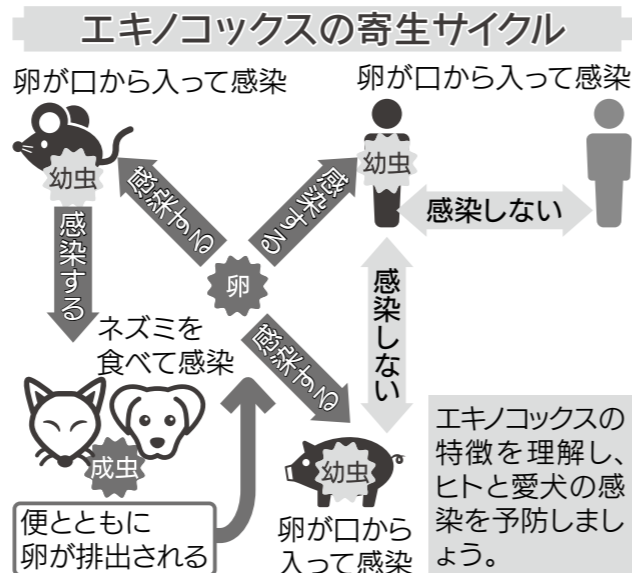 エキノコックスの寄生サイクル
卵が口から入って感染
卵が口から入って感染
幼虫
幼虫
感染する
感染する
感染しない
感染する
卵
感染しない
ネズミを
食べて感染
感染する
成虫
幼虫
便とともに
卵が排出される
卵が口から
入って感染
エキノコックスの
特徴を理解し、
ヒトと愛犬の感
染を予防しまし
ょう。